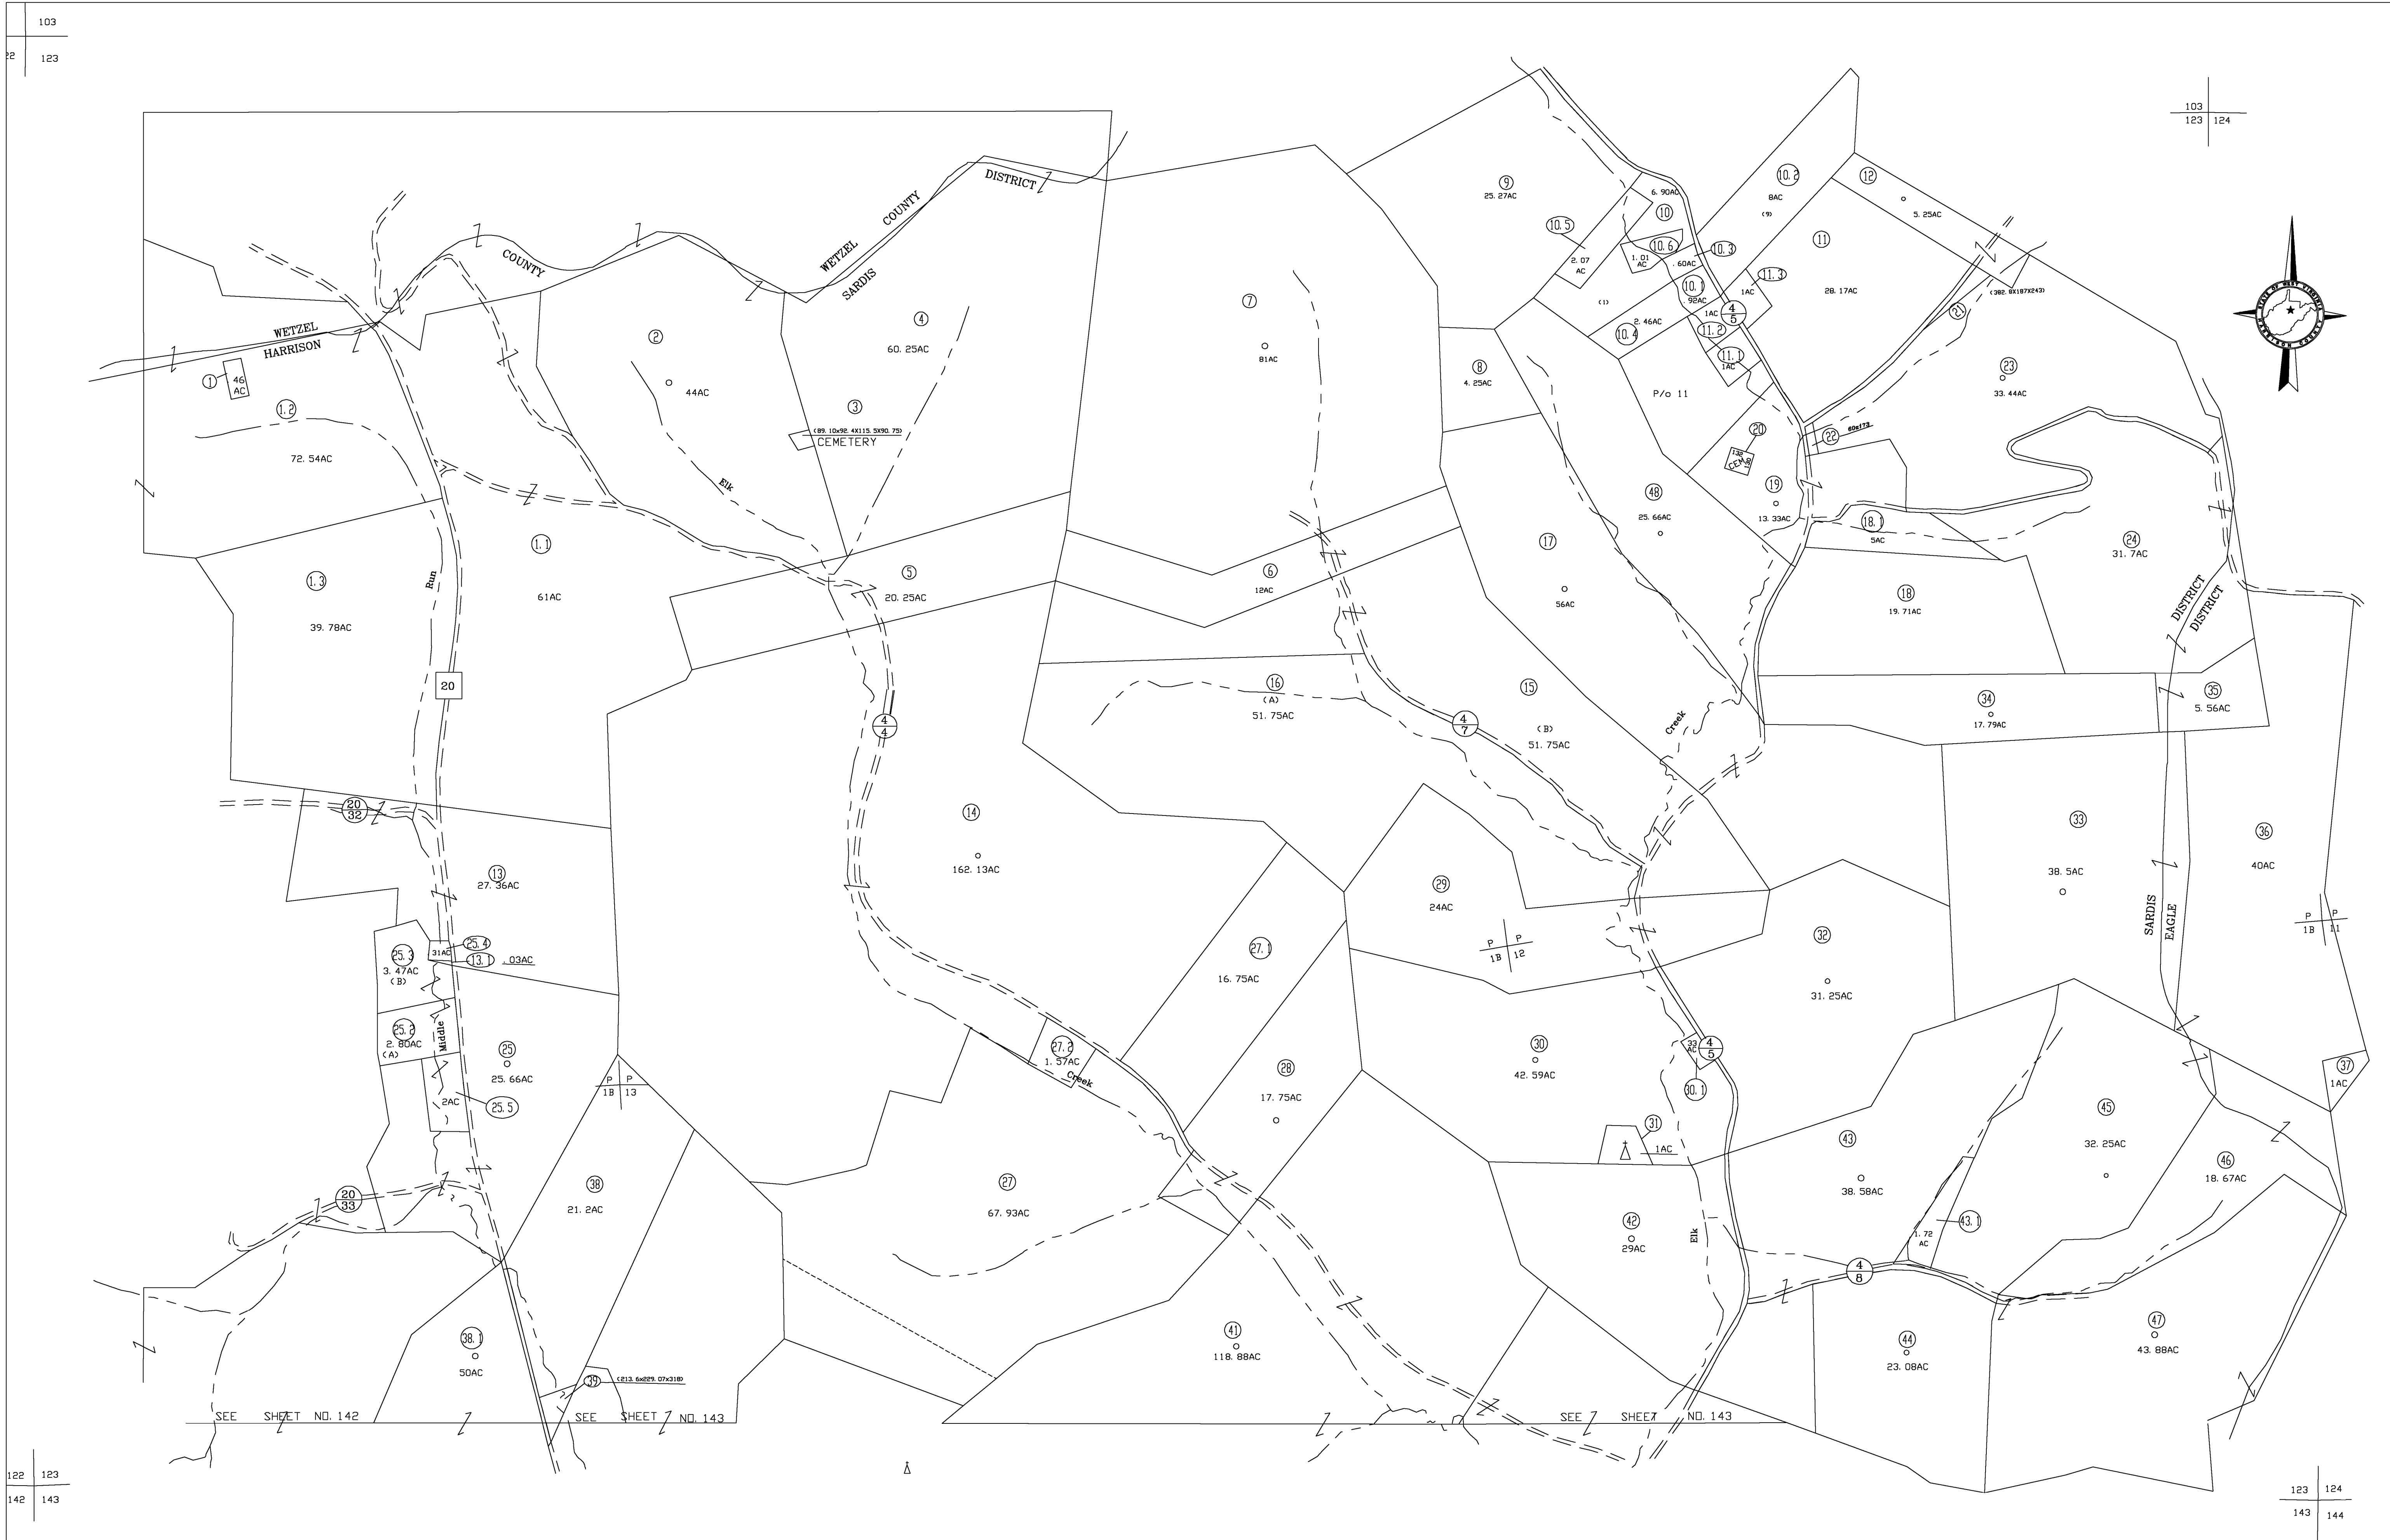 103
22 123
103
123 124
STATE OF WEST VIRGINIA
HARRISON COUNTY
WETZEL COUNTY
SARDIS DISTRICT
COUNTY
WETZEL
HARRISON
1
46
AC
1.2
72.54AC
2
44AC
4
60.25AC
3
(89.10x92.4X115.5X90.75)
CEMETERY
Elk
7
81AC
9
25.27AC
10.5
2.07
AC
6.90AC
10
10.6
1.01
AC
10.3
.60AC
10.1
.92AC
10.2
8AC
(9)
(1)
2.46AC
10.4
11.3
1AC
11
28.17AC
4
5
1AC
11.2
11.1
1AC
P/o 11
12
5.25AC
(382.8X187X243)
21
23
33.44AC
8
4.25AC
22
60x173
20
132
CEM
130
19
13.33AC
48
25.66AC
17
56AC
18.1
5AC
24
31.7AC
18
19.71AC
DISTRICT
DISTRICT
1.3
39.78AC
Run
1.1
61AC
5
20.25AC
6
12AC
20
4
4
16
(A)
51.75AC
4
7
15
(B)
51.75AC
Creek
34
17.79AC
35
5.56AC
20
32
13
27.36AC
14
162.13AC
29
24AC
P P
1B 12
32
31.25AC
33
38.5AC
36
40AC
SARDIS
EAGLE
P P
1B 11
25.3
3.47AC
(B)
31AC
25.4
13.1 .03AC
25.2
2.80AC
(A)
Middle
25
25.66AC
2AC
25.5
P P
1B 13
27.1
16.75AC
27.2
1.57AC
Creek
28
17.75AC
30
42.59AC
33
AC
4
5
30.1
31
1AC
37
1AC
45
32.25AC
46
18.67AC
43
38.58AC
43.1
1.72
AC
20
33
38
21.2AC
27
67.93AC
42
29AC
Elk
4
8
38.1
50AC
39
(213.6x229.07x318)
41
118.88AC
44
23.08AC
47
43.88AC
SEE SHEET NO. 142
SEE SHEET NO. 143
SEE SHEET NO. 143
122 123
142 143
123 124
143 144